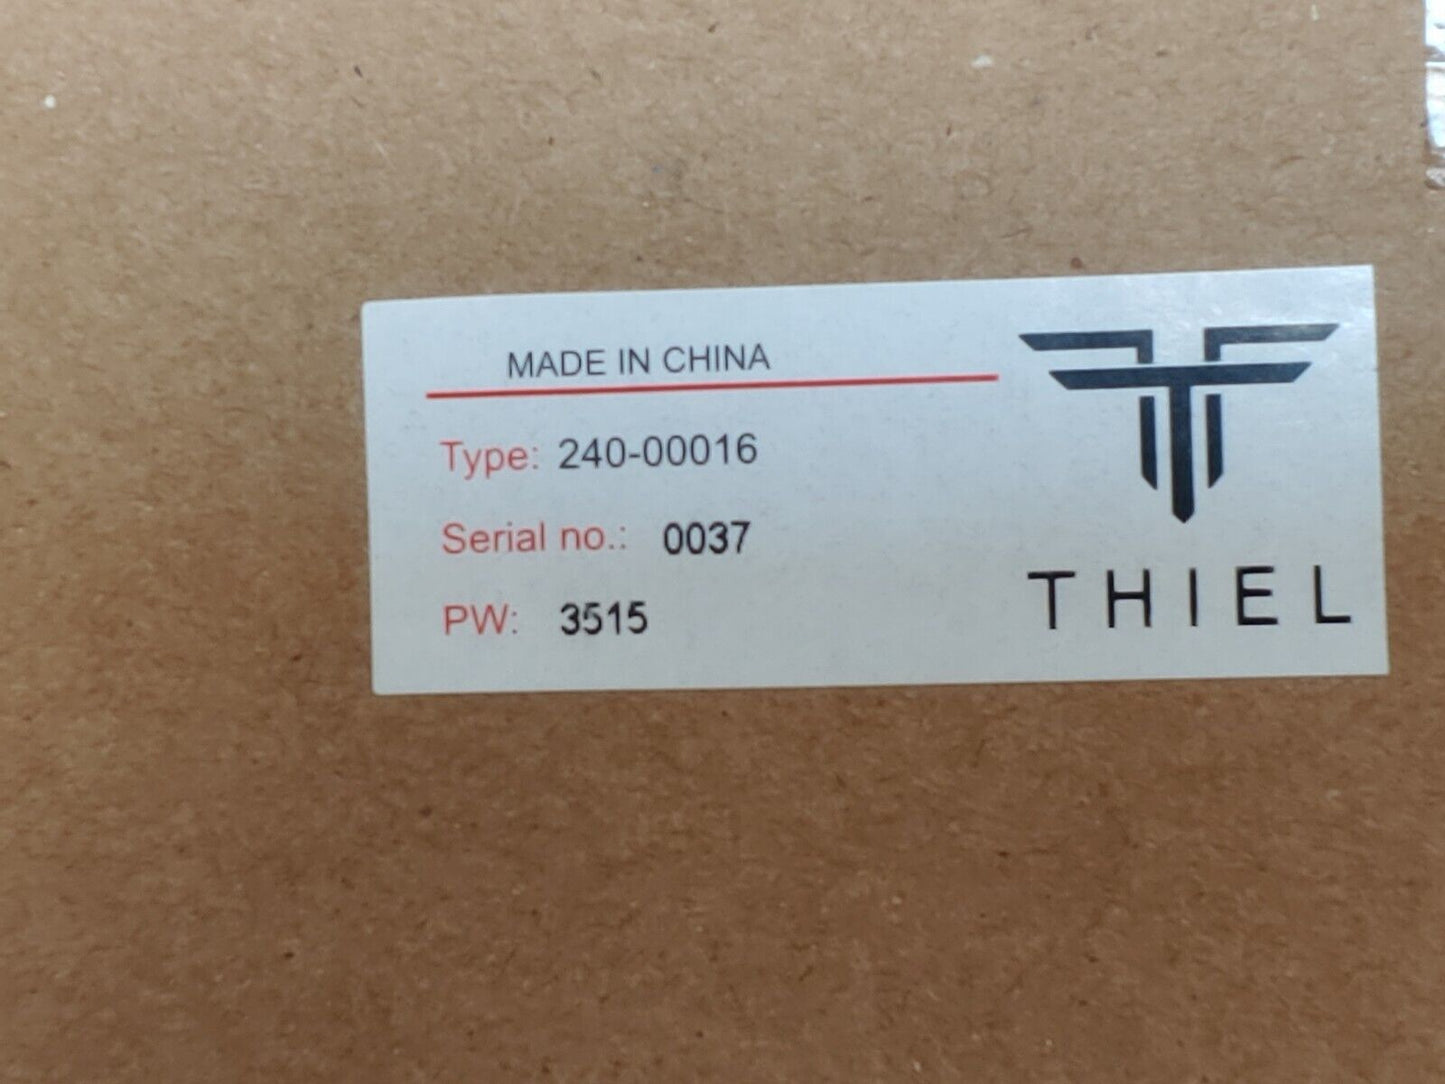 MADE IN CHINA
Type: 240-00016
Serial no.: 0037
PW: 3515
THIEL